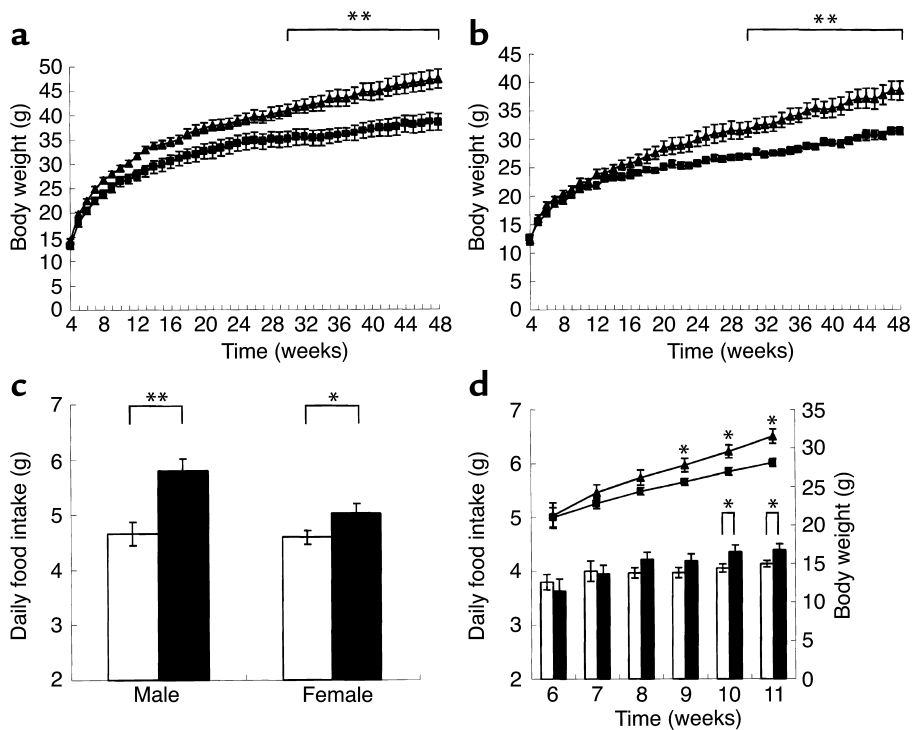 a
**
Body weight (g)
50
45
40
35
30
25
20
15
10
5
0
4 8 12 16 20 24 28 32 36 40 44 48
Time (weeks)
b
**
Body weight (g)
45
40
35
30
25
20
15
10
5
0
4 8 12 16 20 24 28 32 36 40 44 48
Time (weeks)
c
** *
Daily food intake (g)
7
6
5
4
3
2
Male Female
d
* * *
* *
Daily food intake (g)
7
6
5
4
3
2
35
30
25
20
15
10
5
0
Body weight (g)
6 7 8 9 10 11
Time (weeks)